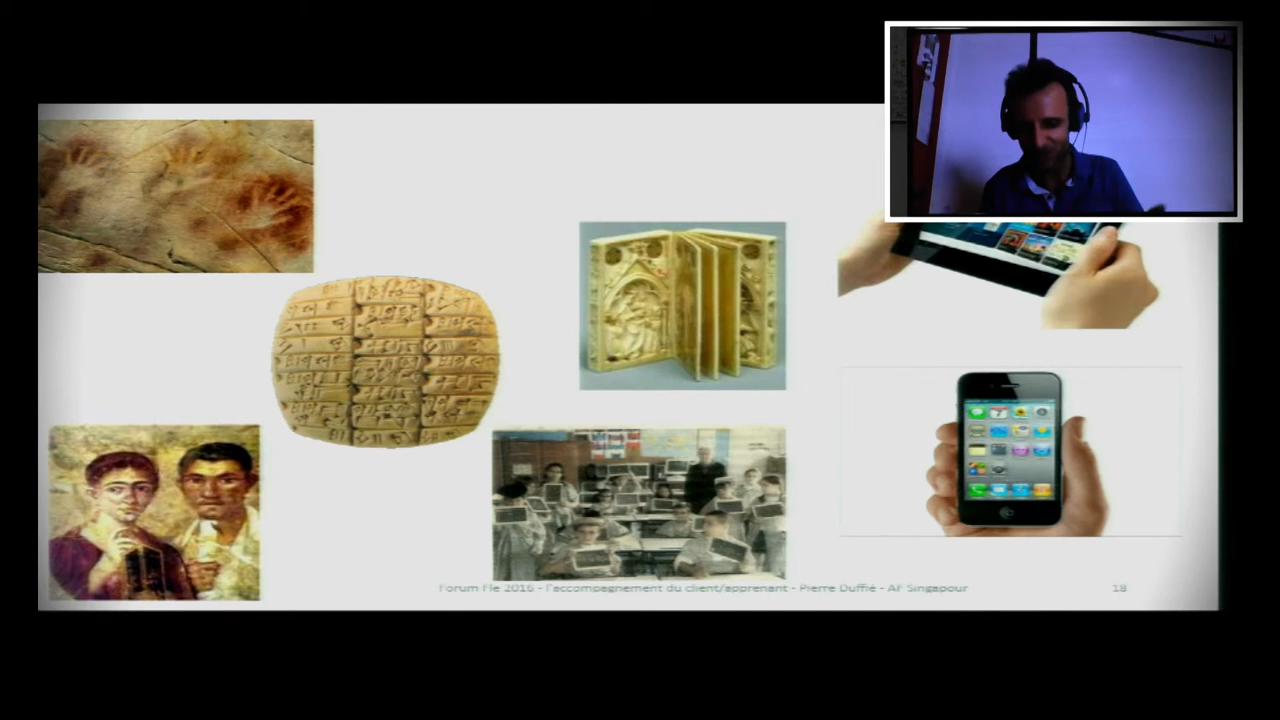 Forum Fle 2016 - l'accompagnement du client/apprenant - Pierre Duffié - AF Singapour
18